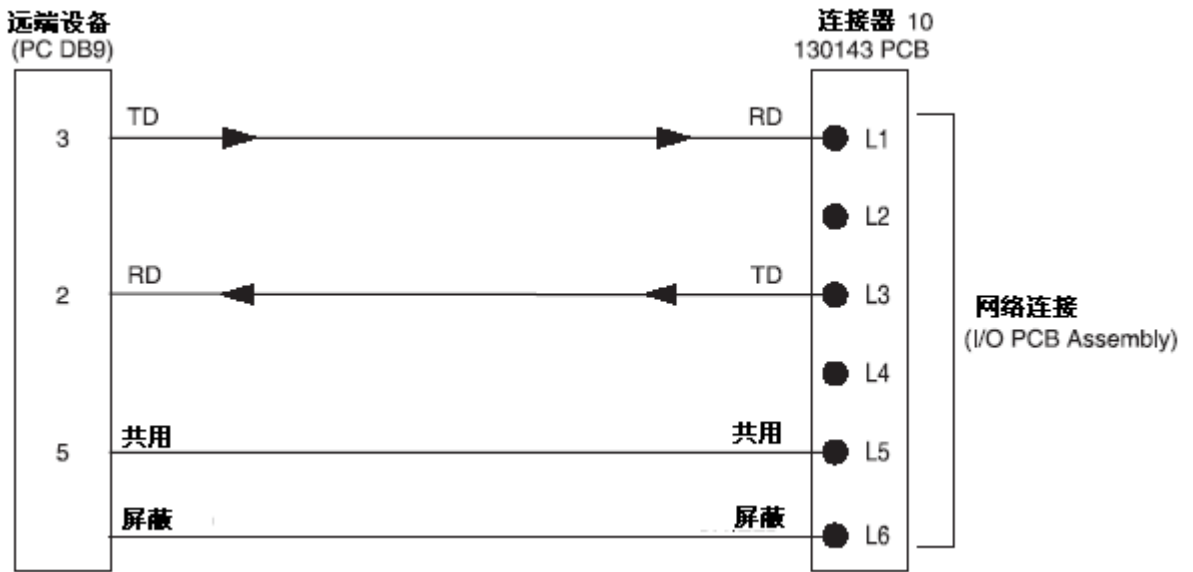 远端设备
(PC DB9)
连接器 10
130143 PCB
3
TD
RD
L1
L2
2
RD
TD
L3
网络连接
(I/O PCB Assembly)
L4
5
共用
共用
L5
屏蔽
屏蔽
L6